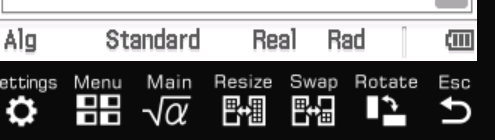 Alg Standard Real Rad
ettings Menu Main Resize Swap Rotate Esc
√α